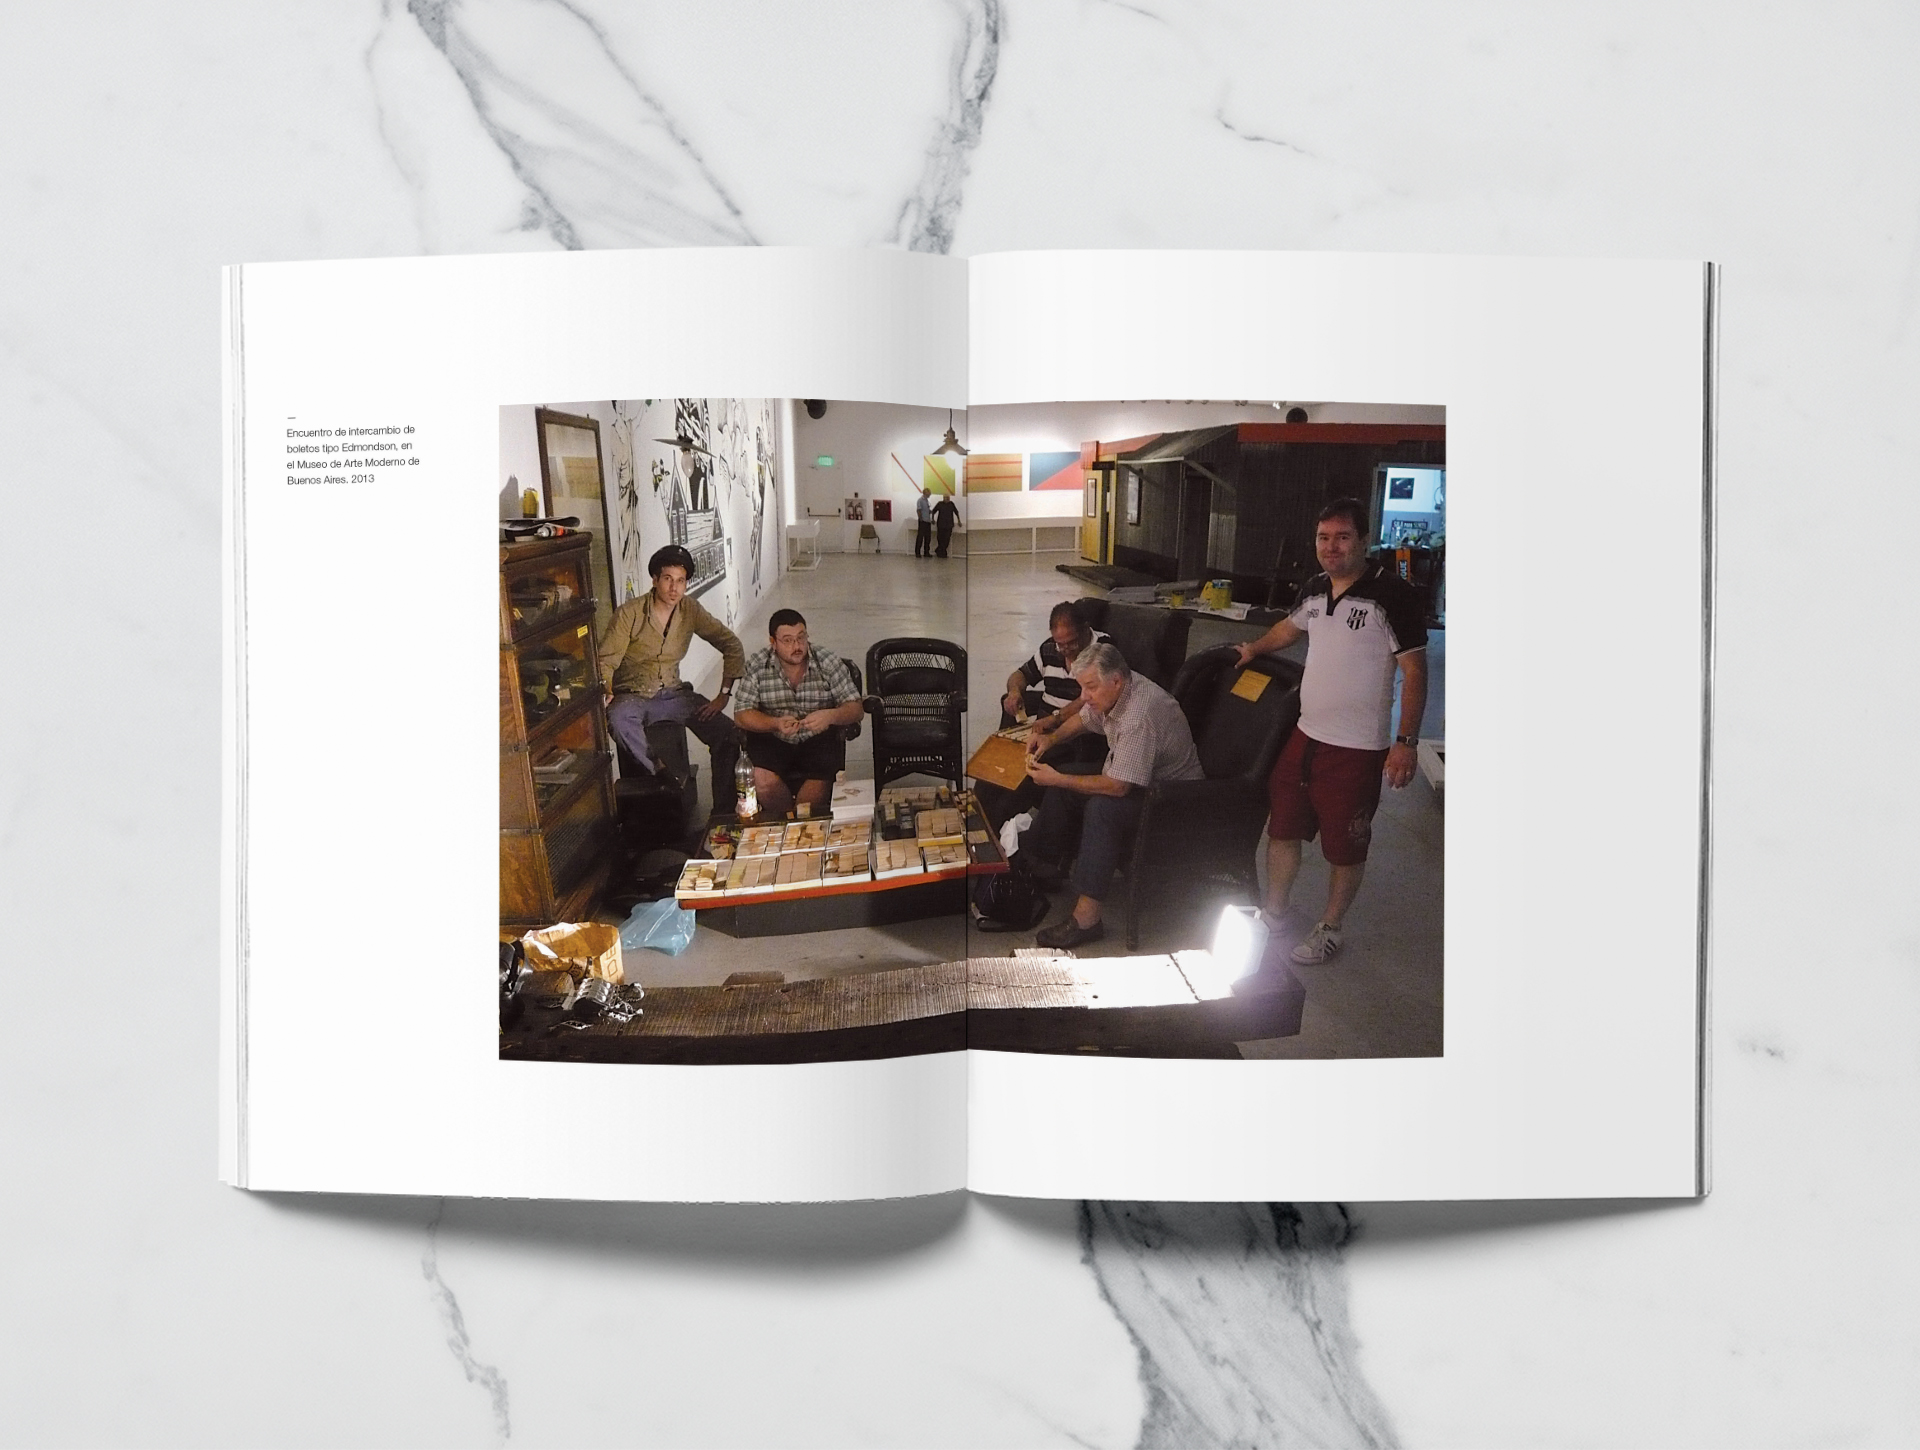 Encuentro de intercambio de
boletos tipo Edmondson, en
el Museo de Arte Moderno de
Buenos Aires. 2013